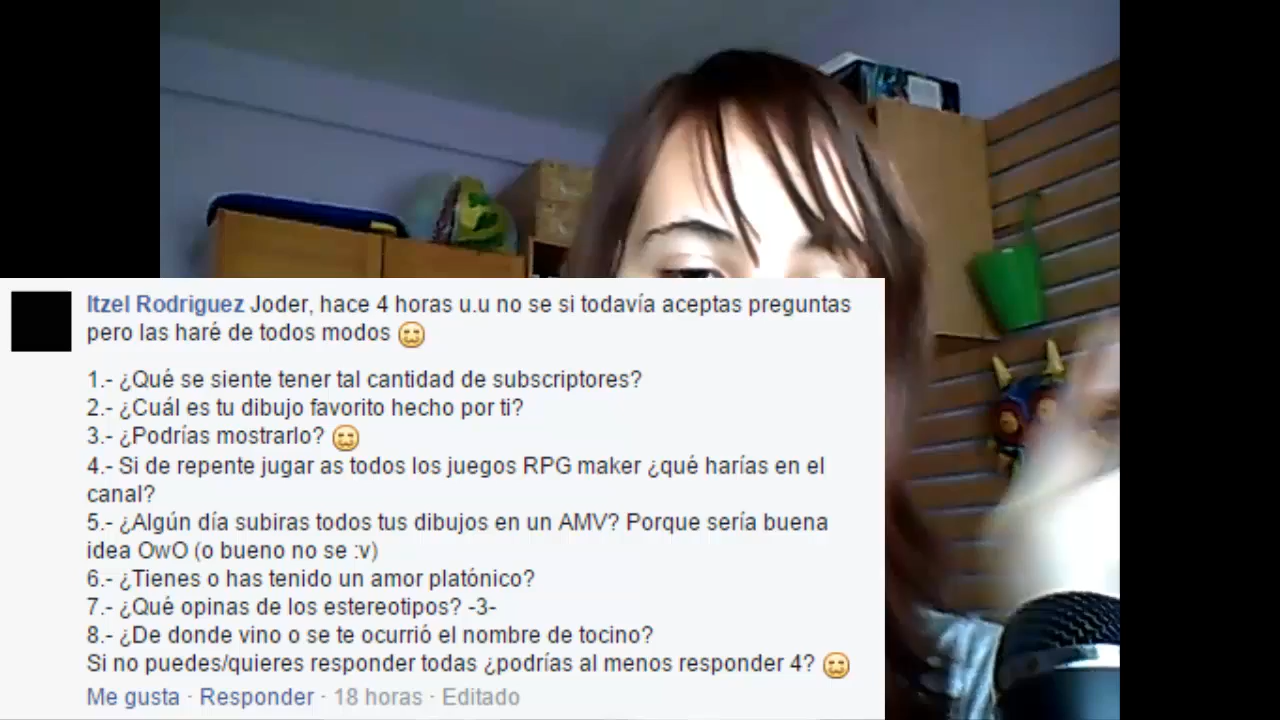 Itzel Rodriguez Joder, hace 4 horas u.u no se si todavía aceptas preguntas
pero las haré de todos modos
1.- ¿Qué se siente tener tal cantidad de subscriptores?
2.- ¿Cuál es tu dibujo favorito hecho por ti?
3.- ¿Podrías mostrarlo?
4.- Si de repente jugar as todos los juegos RPG maker ¿qué harías en el
canal?
5.- ¿Algún día subiras todos tus dibujos en un AMV? Porque sería buena
idea OwO (o bueno no se :v)
6.- ¿Tienes o has tenido un amor platónico?
7.- ¿Qué opinas de los estereotipos? -3-
8.- ¿De donde vino o se te ocurrió el nombre de tocino?
Si no puedes/quieres responder todas ¿podrías al menos responder 4?
Me gusta · Responder · 18 horas · Editado